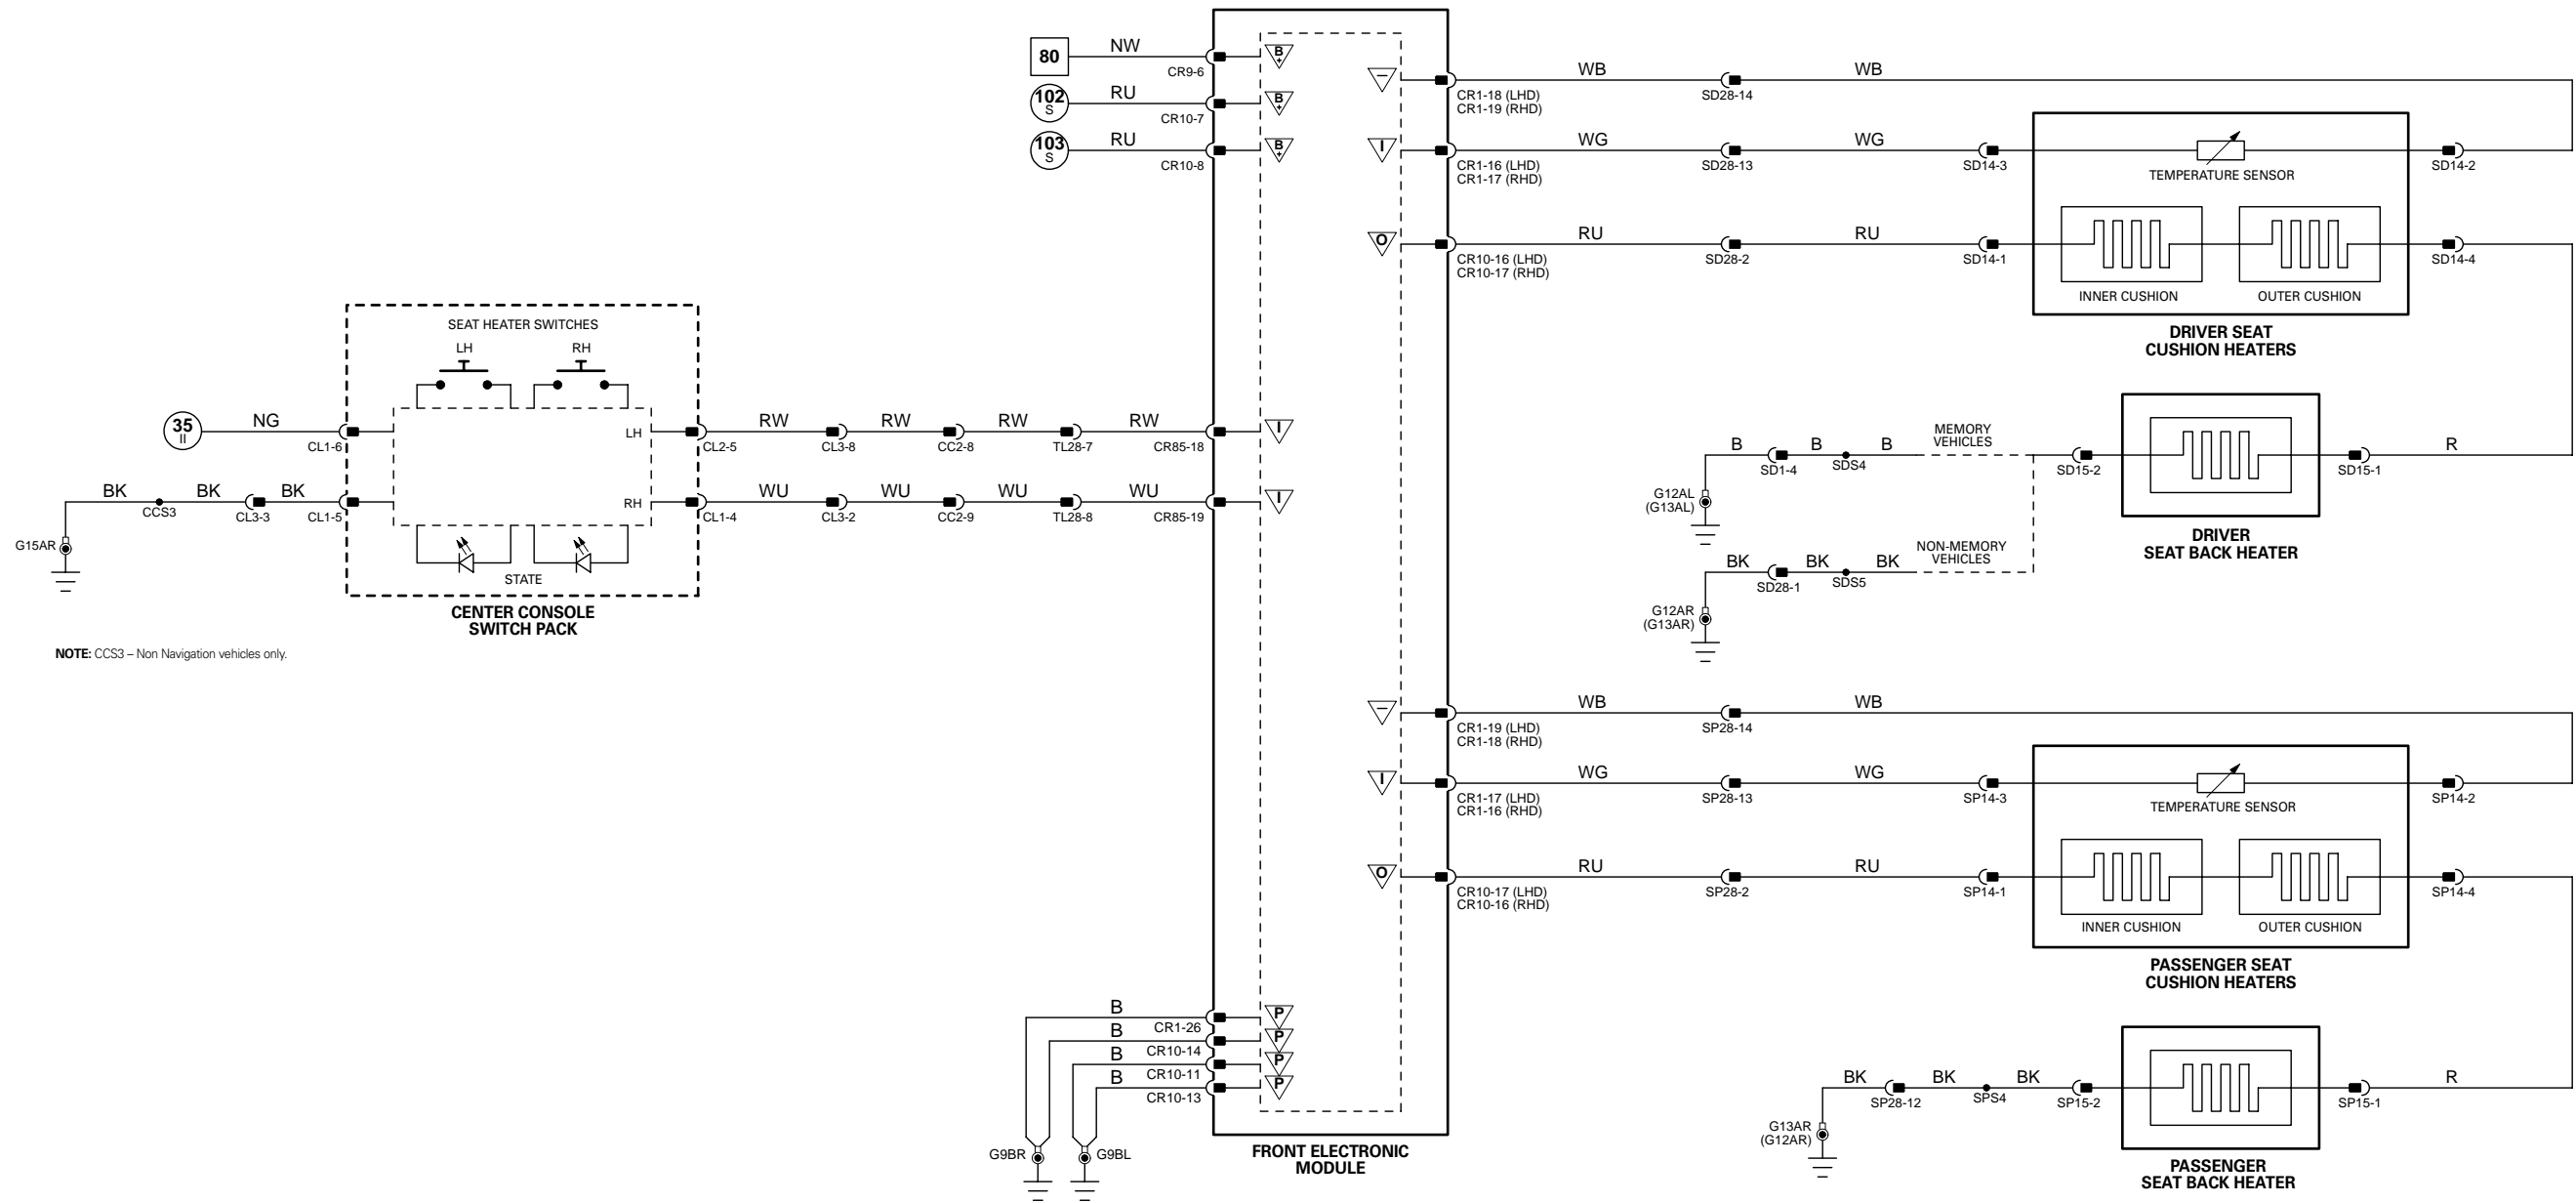 80
NW
CR9-6
B
+
102
S
RU
CR10-7
B
+
103
S
RU
CR10-8
B
+
–
CR1-18 (LHD)
CR1-19 (RHD)
WB
SD28-14
WB
I
CR1-16 (LHD)
CR1-17 (RHD)
WG
SD28-13
WG
SD14-3
TEMPERATURE SENSOR
SD14-2
O
CR10-16 (LHD)
CR10-17 (RHD)
RU
SD28-2
RU
SD14-1
INNER CUSHION
OUTER CUSHION
SD14-4
DRIVER SEAT
CUSHION HEATERS
SEAT HEATER SWITCHES
LH
RH
35
II
NG
CL1-6
LH
CL2-5
RW
CL3-8
RW
CC2-8
RW
TL28-7
RW
CR85-18
I
BK
CCS3
BK
CL3-3
BK
CL1-5
RH
CL1-4
WU
CL3-2
WU
CC2-9
WU
TL28-8
WU
CR85-19
I
G15AR
STATE
CENTER CONSOLE
SWITCH PACK
NOTE: CCS3 – Non Navigation vehicles only.
B
SD1-4
B
SDS4
B
MEMORY
VEHICLES
SD15-2
SD15-1
R
G12AL
(G13AL)
DRIVER
SEAT BACK HEATER
BK
SD28-1
BK
SDS5
BK
NON-MEMORY
VEHICLES
G12AR
(G13AR)
–
CR1-19 (LHD)
CR1-18 (RHD)
WB
SP28-14
WB
I
CR1-17 (LHD)
CR1-16 (RHD)
WG
SP28-13
WG
SP14-3
TEMPERATURE SENSOR
SP14-2
O
CR10-17 (LHD)
CR10-16 (RHD)
RU
SP28-2
RU
SP14-1
INNER CUSHION
OUTER CUSHION
SP14-4
PASSENGER SEAT
CUSHION HEATERS
B
CR1-26
P
B
CR10-14
P
B
CR10-11
P
B
CR10-13
P
G9BR
G9BL
FRONT ELECTRONIC
MODULE
BK
SP28-12
BK
SPS4
BK
SP15-2
SP15-1
R
G13AR
(G12AR)
PASSENGER
SEAT BACK HEATER